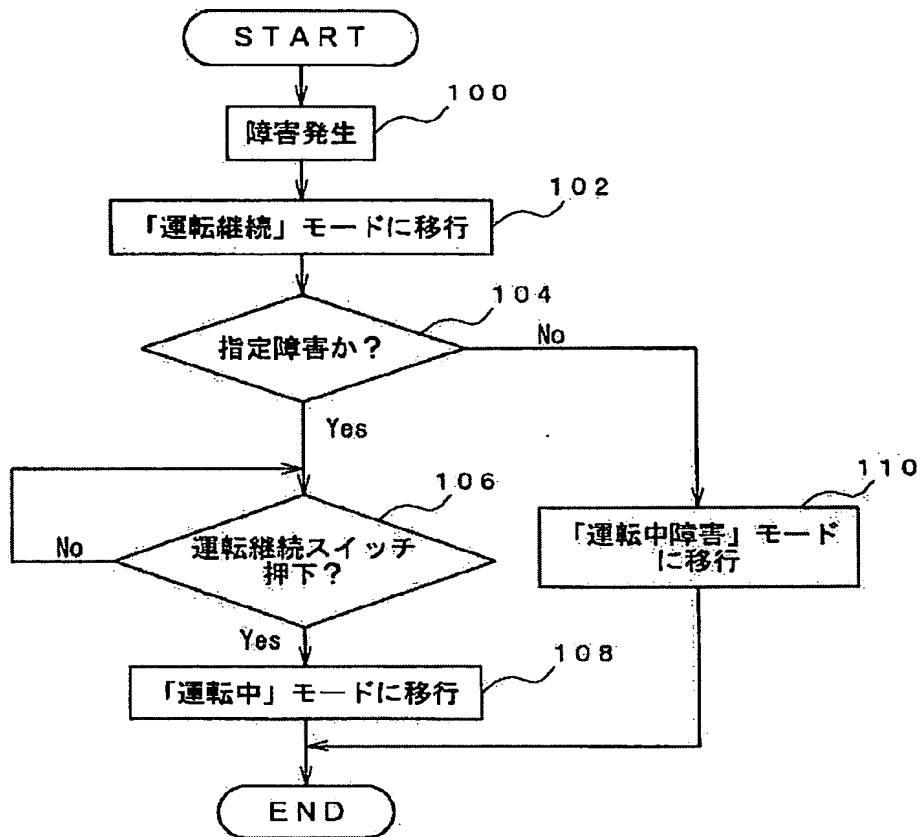 START
100
障害発生
102
「運転継続」モードに移行
104
指定障害か？
No
Yes
106
運転継続スイッチ
押下？
No
Yes
110
「運転中障害」モード
に移行
108
「運転中」モードに移行
END